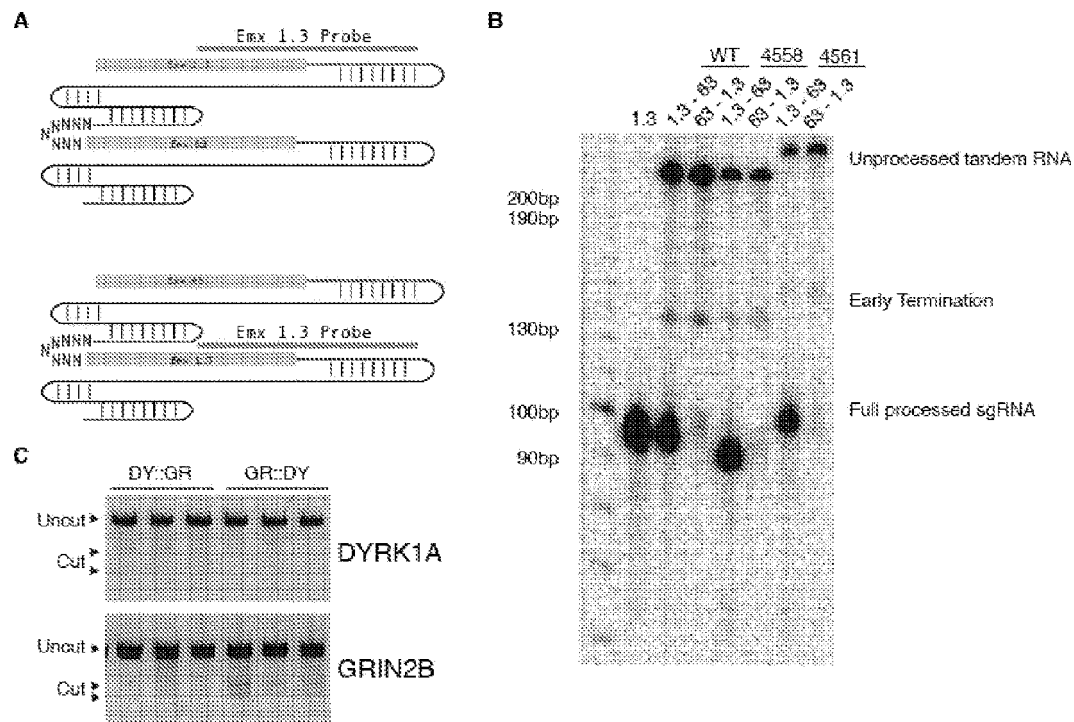 A
Emx 1.3 Probe
NNNN
N
NNN
Emx 1.3 Probe
NNNN
N
NNN
B
WT 4558 4561
1.3
1.3 - 63
63 - 1.3
1.3 - 63
63 - 1.3
1.3 - 63
63 - 1.3
Unprocessed tandem RNA
200bp
190bp
Early Termination
130bp
100bp
Full processed sgRNA
90bp
C
DY::GR GR::DY
Uncut
Cut
DYRK1A
Uncut
Cut
GRIN2B